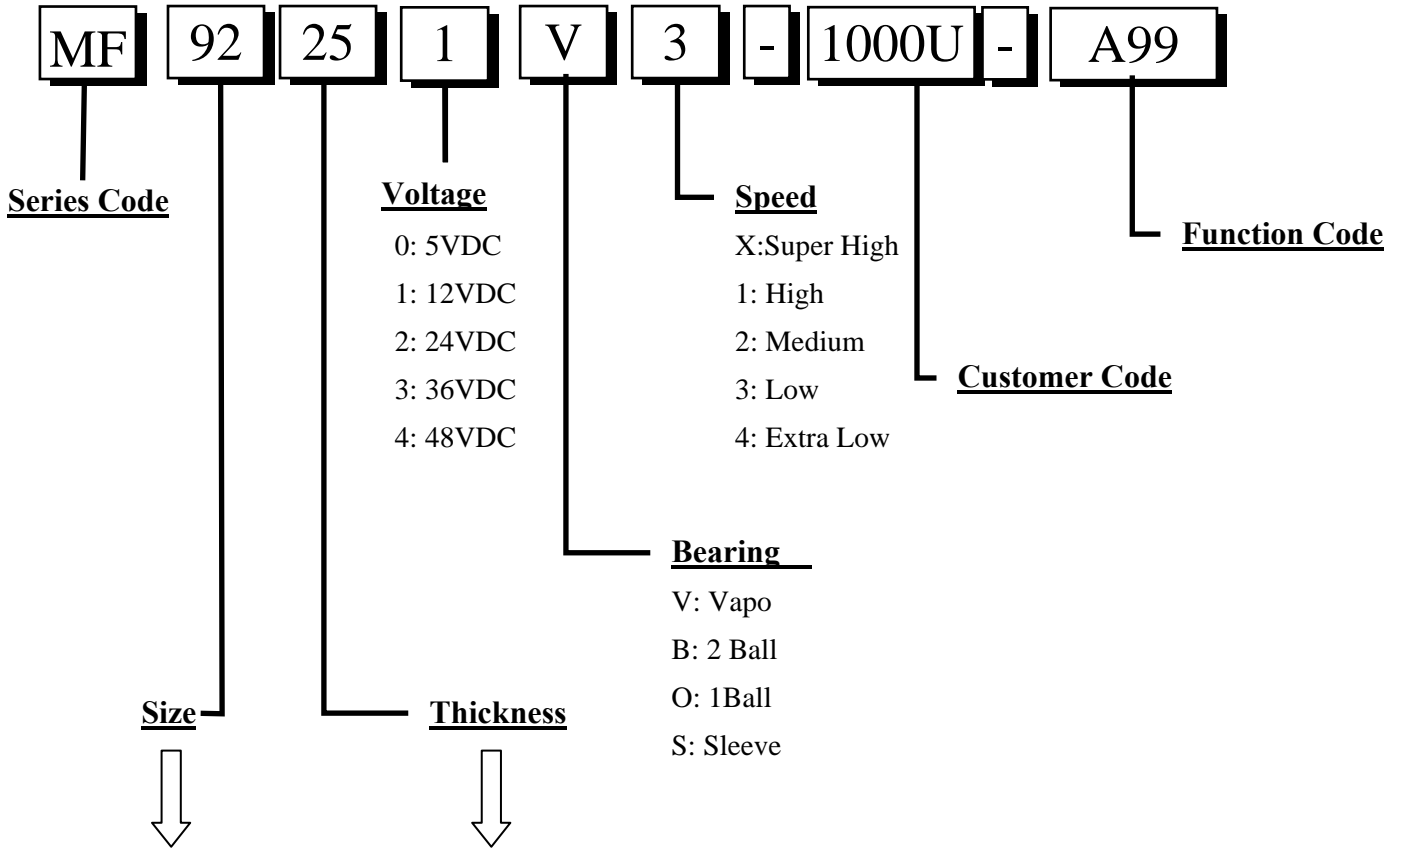 MF 92 25 1 V 3 - 1000U - A99
Series Code
Voltage
0: 5VDC
1: 12VDC
2: 24VDC
3: 36VDC
4: 48VDC
Speed
X:Super High
1: High
2: Medium
3: Low
4: Extra Low
Function Code
Customer Code
Bearing
V: Vapo
B: 2 Ball
O: 1Ball
S: Sleeve
Size
Thickness